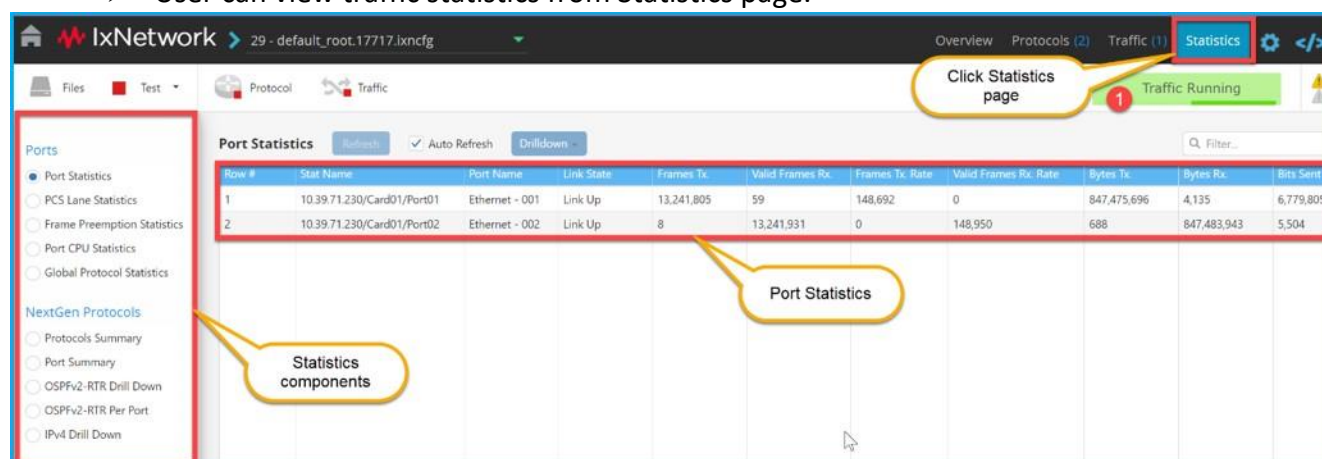 User can view traffic statistics from Statistics page.
IxNetwork > 29 - default_root.17717.lxncfg Overview Protocols (2) Traffic (1) Statistics </>
Files Test Protocol Traffic Click Statistics page 1 Traffic Running
Ports
Port Statistics
PCS Lane Statistics
Frame Preemption Statistics
Port CPU Statistics
Global Protocol Statistics
NextGen Protocols
Protocols Summary
Port Summary
OSPFv2-RTR Drill Down
OSPFv2-RTR Per Port
IPv4 Drill Down
Port Statistics Refresh Auto Refresh Drilldown Filter...
Row # Stat Name Port Name Link State Frames Tx. Valid Frames Rx. Frames Tx. Rate Valid Frames Rx. Rate Bytes Tx. Bytes Rx. Bits Sent
1 10.39.71.230/Card01/Port01 Ethernet - 001 Link Up 13,241,805 59 148,692 0 847,475,696 4,135 6,779,805
2 10.39.71.230/Card01/Port02 Ethernet - 002 Link Up 8 13,241,931 0 148,950 688 847,483,943 5,504
Port Statistics
Statistics
components